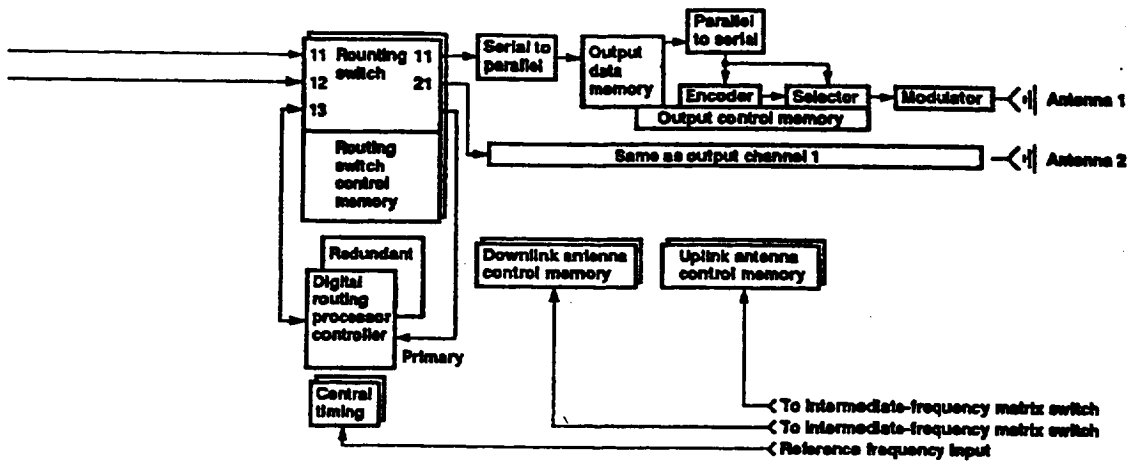 11 Rounting 11
switch
12
21
13
Routing
switch
control
memory
Serial to
parallel
Output
data
memory
Parallel
to serial
Encoder
Selector
Modulator
Output control memory
Antenna 1
Same as output channel 1
Antenna 2
Redundant
Digital
routing
processor
controller
Primary
Downlink antenna
control memory
Uplink antenna
control memory
Central
timing
To intermediate-frequency matrix switch
To intermediate-frequency matrix switch
Reference frequency input